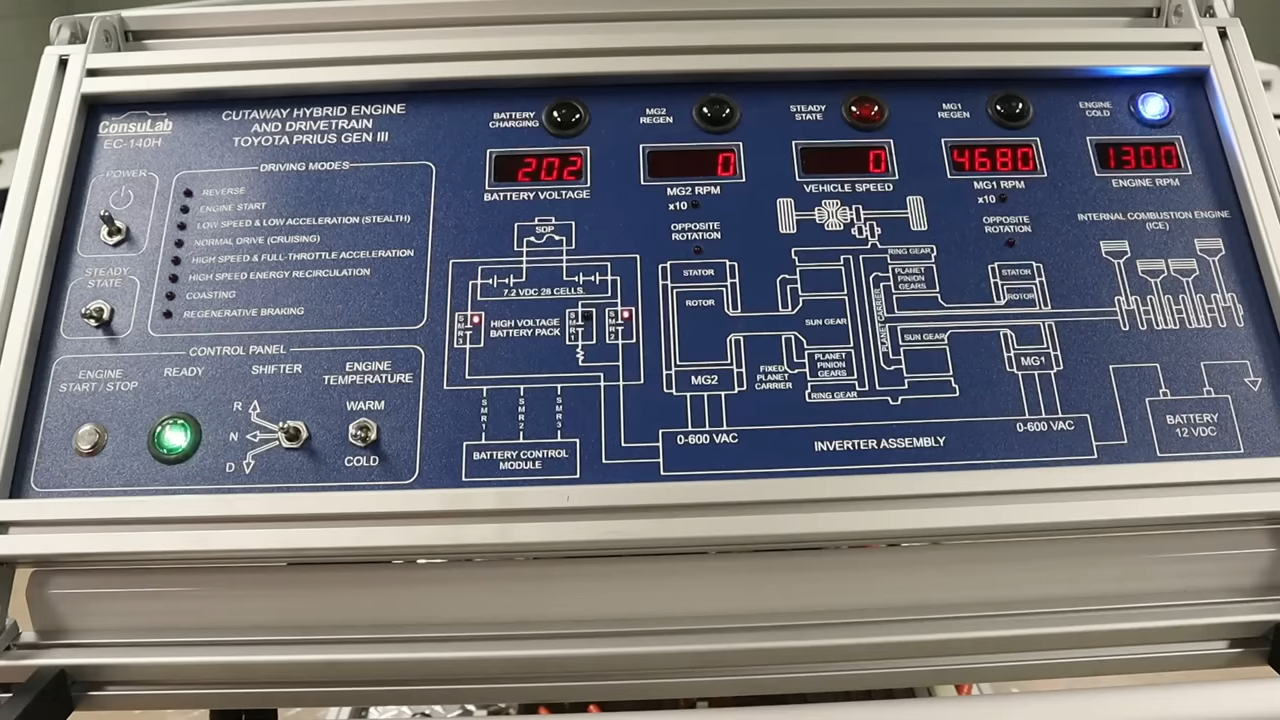 ConsuLab
EC-140H
CUTAWAY HYBRID ENGINE
AND DRIVETRAIN
TOYOTA PRIUS GEN III
POWER
STEADY
STATE
DRIVING MODES
REVERSE
ENGINE START
LOW SPEED & LOW ACCELERATION (STEALTH)
NORMAL DRIVE (CRUISING)
HIGH SPEED & FULL-THROTTLE ACCELERATION
HIGH SPEED ENERGY RECIRCULATION
COASTING
REGENERATIVE BRAKING
CONTROL PANEL
ENGINE
START / STOP
READY
SHIFTER
R
N
D
ENGINE
TEMPERATURE
WARM
COLD
BATTERY
CHARGING
202
BATTERY VOLTAGE
MG2
REGEN
0
MG2 RPM
x10
OPPOSITE
ROTATION
STEADY
STATE
0
VEHICLE SPEED
MG1
REGEN
4680
MG1 RPM
x10
OPPOSITE
ROTATION
ENGINE
COLD
1300
ENGINE RPM
SDP
7.2 VDC 28 CELLS.
HIGH VOLTAGE
BATTERY PACK
SMR3
SMR1
SMR2
SMR1
SMR2
SMR3
BATTERY CONTROL
MODULE
STATOR
ROTOR
MG2
0-600 VAC
SUN GEAR
FIXED
PLANET
CARRIER
PLANET
PINION
GEARS
RING GEAR
RING GEAR
PLANET
PINION
GEARS
PLANET CARRIER
SUN GEAR
STATOR
ROTOR
MG1
0-600 VAC
INVERTER ASSEMBLY
INTERNAL COMBUSTION ENGINE
(ICE)
BATTERY
12 VDC